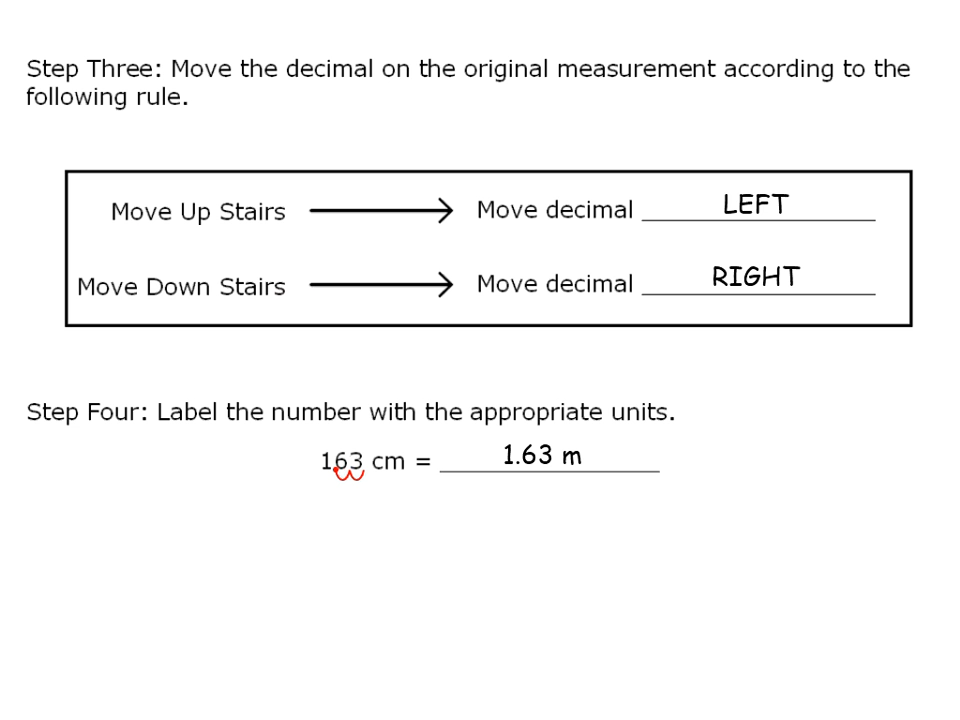 Step Three: Move the decimal on the original measurement according to the
following rule.
Move Up Stairs Move decimal LEFT
Move Down Stairs Move decimal RIGHT
Step Four: Label the number with the appropriate units.
163 cm = 1.63 m